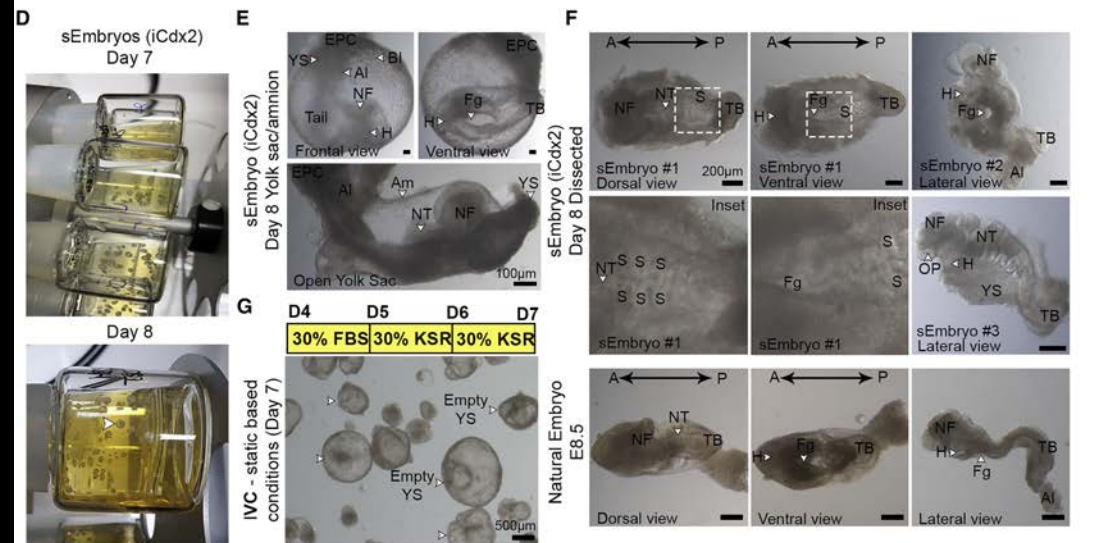 D
sEmbryos (iCdx2)
Day 7
Day 8
E
sEmbryo (iCdx2)
Day 8 Yolk sac/amnion
EPC
YS
Bl
Al
NF
Tail
H
Frontal view
EPC
Fg
TB
H
Ventral view
EPC
Al
Am
YS
NT
NF
Open Yolk Sac
100µm
G
D4 D5 D6 D7
30% FBS 30% KSR 30% KSR
IVC - static based
conditions (Day 7)
Empty
YS
Empty
YS
500µm
F
sEmbryo (iCdx2)
Day 8 Dissected
A P
NT S
NF TB
sEmbryo #1
Dorsal view
200µm
A P
Fg
S TB
H
sEmbryo #1
Ventral view
NF
H
Fg
TB
Al
sEmbryo #2
Lateral view
Inset
S S S
NT
S S S
sEmbryo #1
Inset
S
Fg
S
sEmbryo #1
NF
NT
OP
H
YS
TB
sEmbryo #3
Lateral view
Natural Embryo
E8.5
A P
NT
NF TB
Dorsal view
A P
Fg
H TB
Ventral view
NF
H
Fg
TB
Al
Lateral view